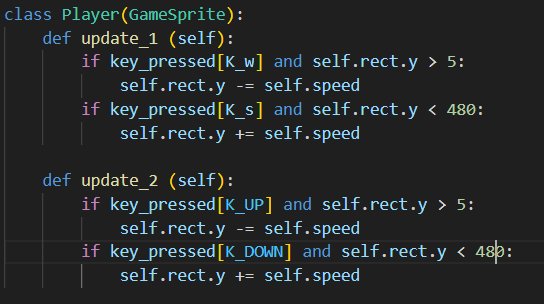 class Player(GameSprite):
    def update_1 (self):
        if key_pressed[K_w] and self.rect.y > 5:
            self.rect.y -= self.speed
        if key_pressed[K_s] and self.rect.y < 480:
            self.rect.y += self.speed

    def update_2 (self):
        if key_pressed[K_UP] and self.rect.y > 5:
            self.rect.y -= self.speed
        if key_pressed[K_DOWN] and self.rect.y < 480:
            self.rect.y += self.speed